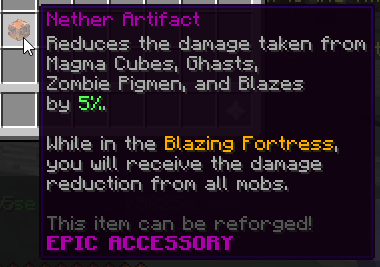 Nether Artifact
Reduces the damage taken from
Magma Cubes, Ghasts,
Zombie Pigmen, and Blazes
by 5%.
While in the Blazing Fortress,
you will receive the damage
reduction from all mobs.
This item can be reforged!
EPIC ACCESSORY